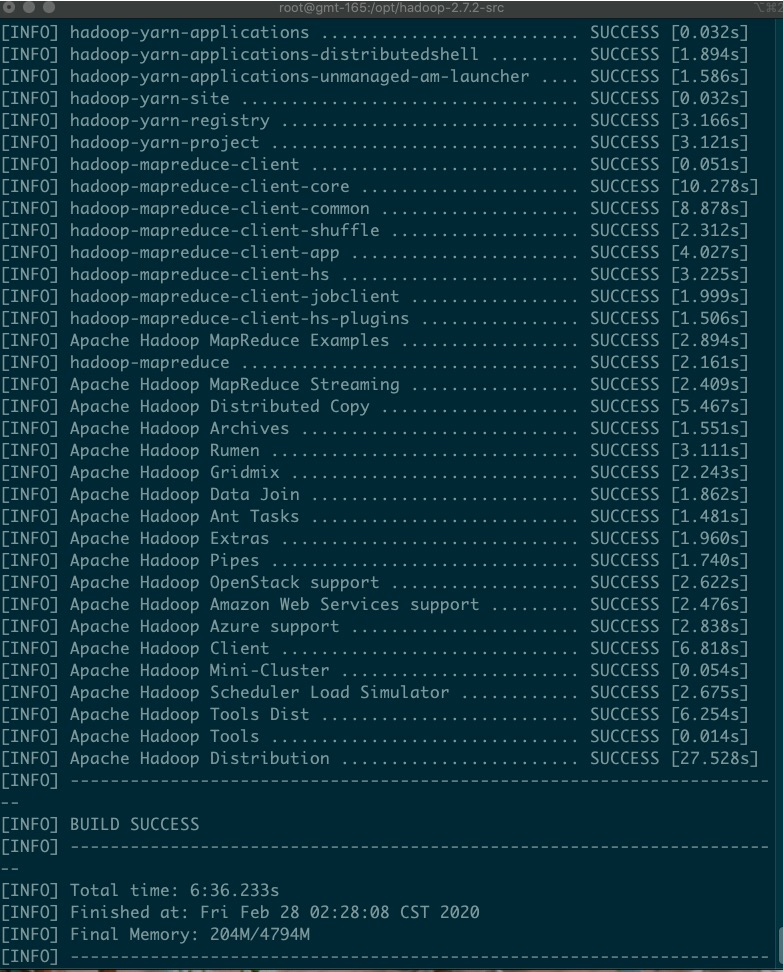 root@gmt-165:/opt/hadoop-2.7.2-src
[INFO] hadoop-yarn-applications .......................... SUCCESS [0.032s]
[INFO] hadoop-yarn-applications-distributedshell ......... SUCCESS [1.894s]
[INFO] hadoop-yarn-applications-unmanaged-am-launcher .... SUCCESS [1.586s]
[INFO] hadoop-yarn-site .................................. SUCCESS [0.032s]
[INFO] hadoop-yarn-registry .............................. SUCCESS [3.166s]
[INFO] hadoop-yarn-project ............................... SUCCESS [3.121s]
[INFO] hadoop-mapreduce-client ........................... SUCCESS [0.051s]
[INFO] hadoop-mapreduce-client-core ...................... SUCCESS [10.278s]
[INFO] hadoop-mapreduce-client-common .................... SUCCESS [8.878s]
[INFO] hadoop-mapreduce-client-shuffle ................... SUCCESS [2.312s]
[INFO] hadoop-mapreduce-client-app ....................... SUCCESS [4.027s]
[INFO] hadoop-mapreduce-client-hs ........................ SUCCESS [3.225s]
[INFO] hadoop-mapreduce-client-jobclient ................. SUCCESS [1.999s]
[INFO] hadoop-mapreduce-client-hs-plugins ................ SUCCESS [1.506s]
[INFO] Apache Hadoop MapReduce Examples .................. SUCCESS [2.894s]
[INFO] hadoop-mapreduce .................................. SUCCESS [2.161s]
[INFO] Apache Hadoop MapReduce Streaming ................. SUCCESS [2.409s]
[INFO] Apache Hadoop Distributed Copy .................... SUCCESS [5.467s]
[INFO] Apache Hadoop Archives ............................ SUCCESS [1.551s]
[INFO] Apache Hadoop Rumen ............................... SUCCESS [3.111s]
[INFO] Apache Hadoop Gridmix ............................. SUCCESS [2.243s]
[INFO] Apache Hadoop Data Join ........................... SUCCESS [1.862s]
[INFO] Apache Hadoop Ant Tasks ........................... SUCCESS [1.481s]
[INFO] Apache Hadoop Extras .............................. SUCCESS [1.960s]
[INFO] Apache Hadoop Pipes ............................... SUCCESS [1.740s]
[INFO] Apache Hadoop OpenStack support ................... SUCCESS [2.622s]
[INFO] Apache Hadoop Amazon Web Services support ......... SUCCESS [2.476s]
[INFO] Apache Hadoop Azure support ....................... SUCCESS [2.838s]
[INFO] Apache Hadoop Client .............................. SUCCESS [6.818s]
[INFO] Apache Hadoop Mini-Cluster ........................ SUCCESS [0.054s]
[INFO] Apache Hadoop Scheduler Load Simulator ............ SUCCESS [2.675s]
[INFO] Apache Hadoop Tools Dist .......................... SUCCESS [6.254s]
[INFO] Apache Hadoop Tools ............................... SUCCESS [0.014s]
[INFO] Apache Hadoop Distribution ........................ SUCCESS [27.528s]
[INFO] ----------------------------------------------------------------------
--
[INFO] BUILD SUCCESS
[INFO] ----------------------------------------------------------------------
--
[INFO] Total time: 6:36.233s
[INFO] Finished at: Fri Feb 28 02:28:08 CST 2020
[INFO] Final Memory: 204M/4794M
[INFO] ----------------------------------------------------------------------